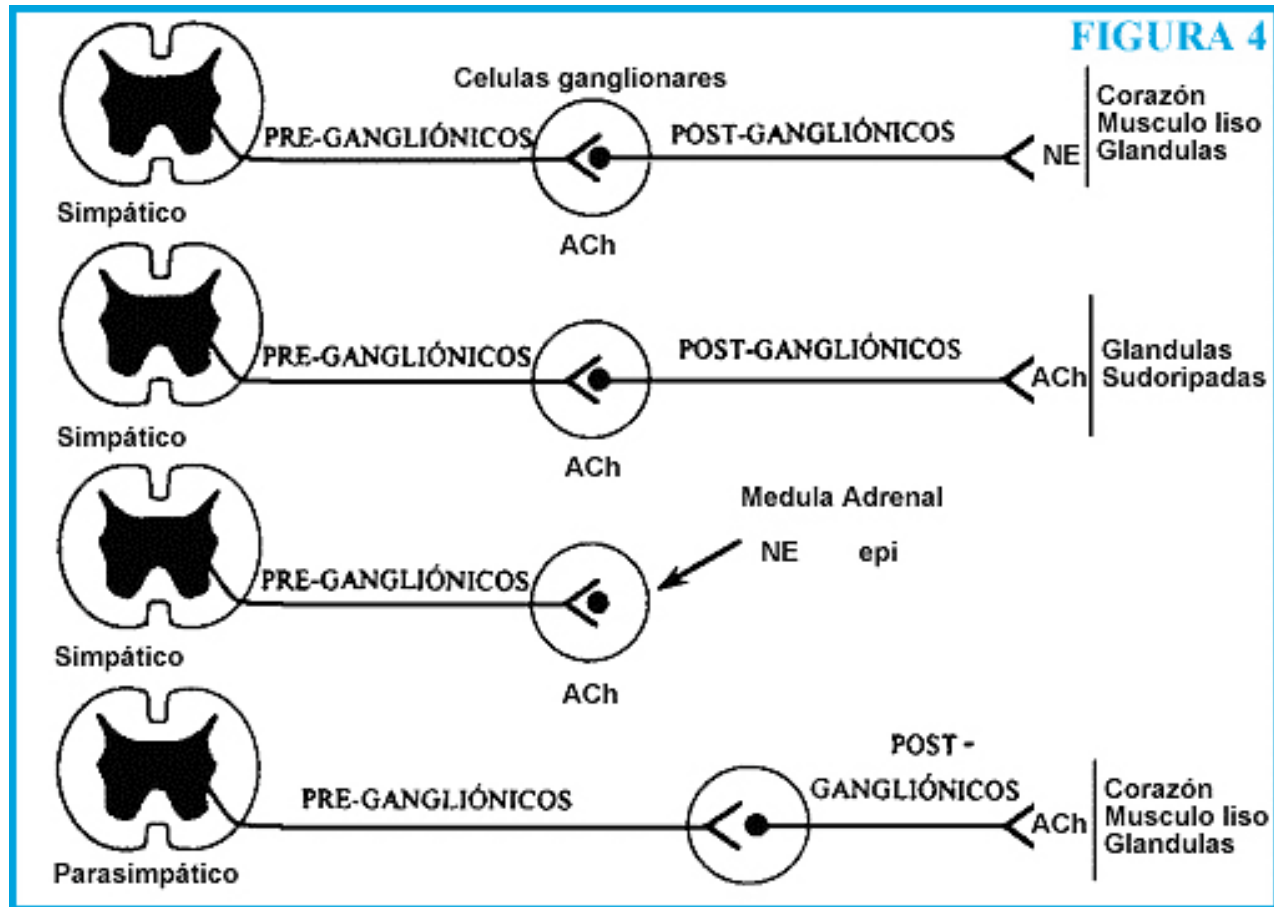 FIGURA 4
Celulas ganglionares
PRE-GANGLIÓNICOS
POST-GANGLIÓNICOS
NE
Corazón
Musculo liso
Glandulas
Simpático
ACh
PRE-GANGLIÓNICOS
POST-GANGLIÓNICOS
ACh
Glandulas
Sudoripadas
Simpático
ACh
Medula Adrenal
NE epi
PRE-GANGLIÓNICOS
Simpático
ACh
POST -
GANGLIÓNICOS
PRE-GANGLIÓNICOS
ACh
Corazón
Musculo liso
Glandulas
Parasimpático